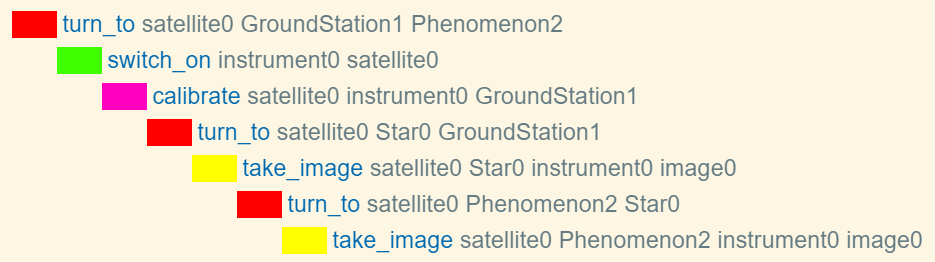 turn_to satellite0 GroundStation1 Phenomenon2
switch_on instrument0 satellite0
calibrate satellite0 instrument0 GroundStation1
turn_to satellite0 Star0 GroundStation1
take_image satellite0 Star0 instrument0 image0
turn_to satellite0 Phenomenon2 Star0
take_image satellite0 Phenomenon2 instrument0 image0